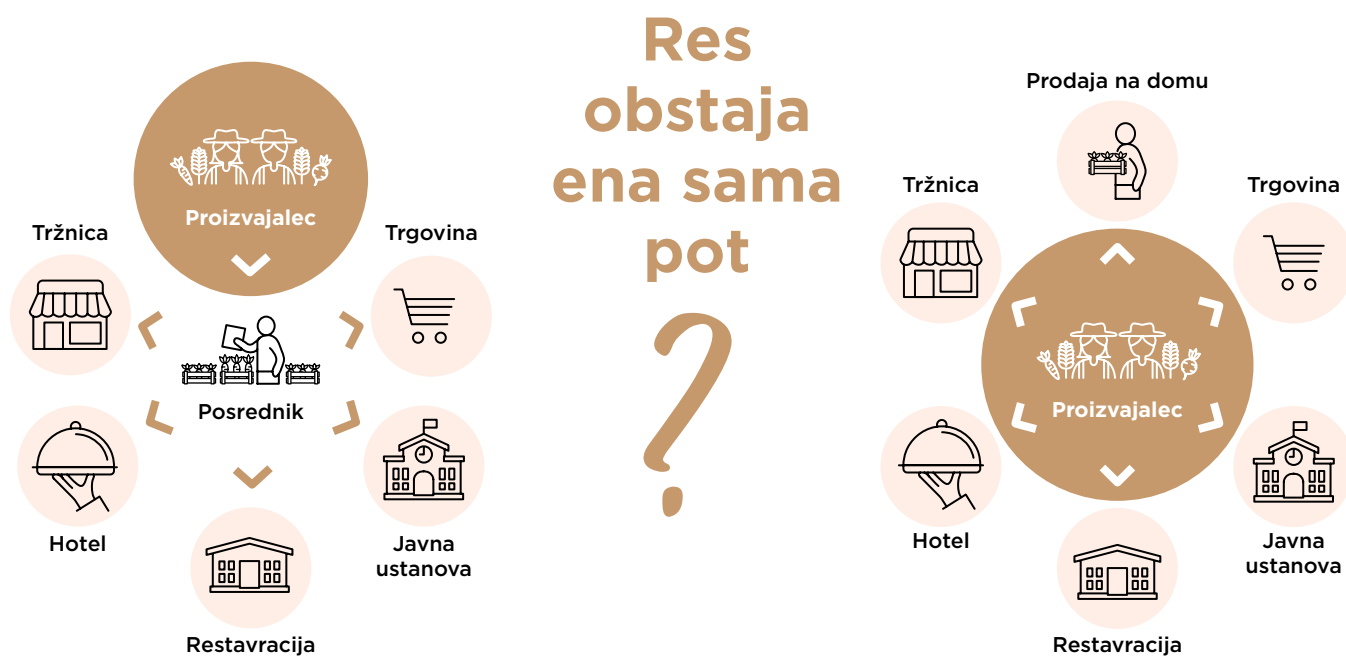 Proizvajalec
Tržnica
Trgovina
Posrednik
Hotel
Javna
ustanova
Restavracija
Res
obstaja
ena sama
pot
?
Prodaja na domu
Tržnica
Trgovina
Proizvajalec
Hotel
Javna
ustanova
Restavracija